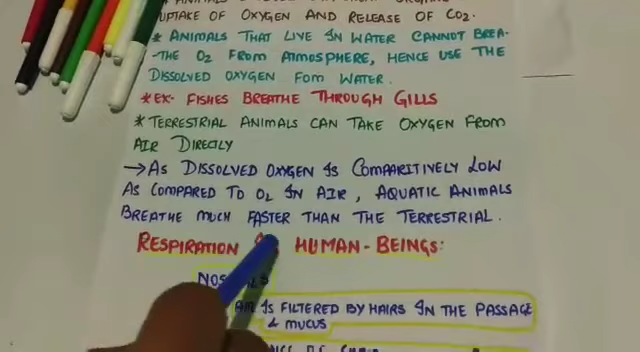 UPTAKE OF OXYGEN AND RELEASE OF CO2.
* ANIMALS THAT LIVE IN WATER CANNOT BREA-
-THE O2 FROM ATMOSPHERE, HENCE USE THE
DISSOLVED OXYGEN FOM WATER.
*EX- FISHES BREATHE THROUGH GILLS
* TERRESTRIAL ANIMALS CAN TAKE OXYGEN FROM
AIR DIRECTLY
→AS DISSOLVED OXYGEN IS COMPARITIVELY LOW
AS COMPARED TO O2 IN AIR, AQUATIC ANIMALS
BREATHE MUCH FASTER THAN THE TERRESTRIAL.
RESPIRATION HUMAN-BEINGS:
AIR IS FILTERED BY HAIRS IN THE PASSAGE
& MUCUS